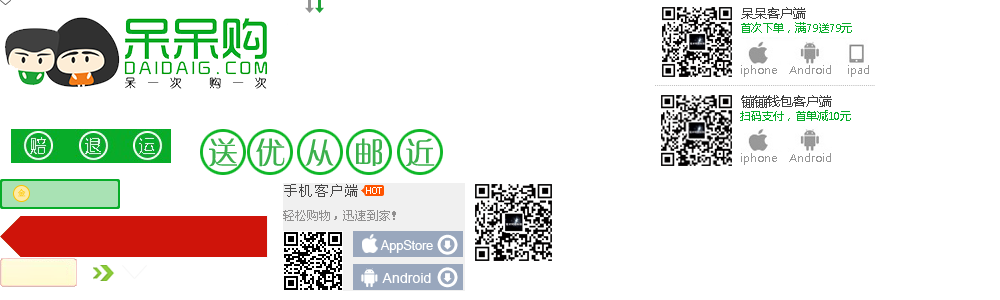 呆呆购
DAIDAIG.COM
呆一次 购一次
呆呆客户端
首次下单，满79送79元
iphone Android ipad
镚镚钱包客户端
扫码支付，首单减10元
iphone Android
赔 退 运
送 优 从 邮 近
手机客户端 HOT
轻松购物，迅速到家!
AppStore
Android